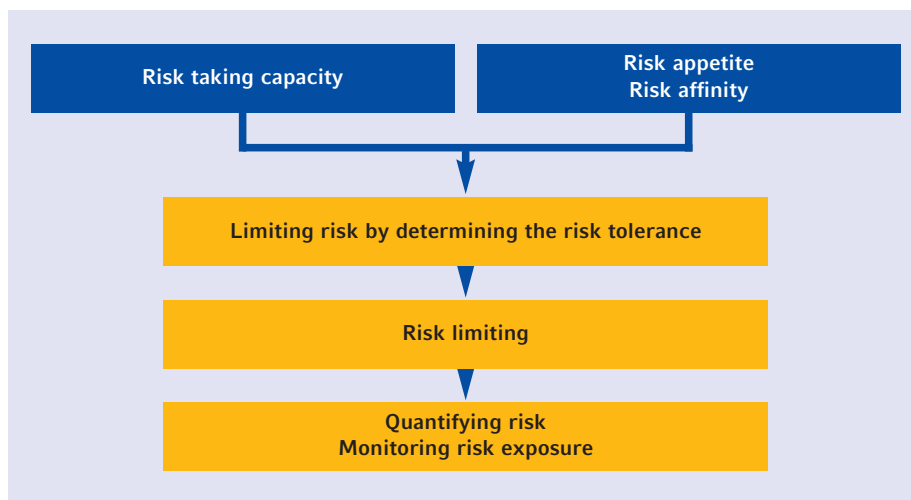 Risk taking capacity
Risk appetite
Risk affinity
Limiting risk by determining the risk tolerance
Risk limiting
Quantifying risk
Monitoring risk exposure